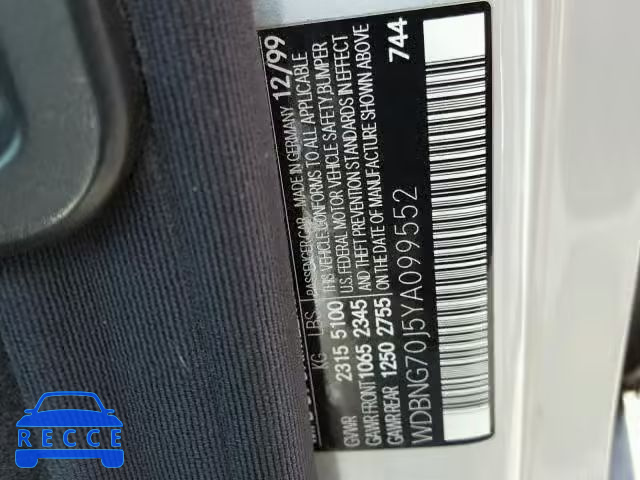 PASSENGER CAR MADE IN GERMANY 12/99
KG LBS THIS VEHICLE CONFORMS TO ALL APPLICABLE
GVWR 2315 5100 U.S. FEDERAL MOTOR VEHICLE SAFETY, BUMPER
GAWR FRONT 1065 2345 AND THEFT PREVENTION STANDARDS IN EFFECT
GAWR REAR 1250 2755 ON THE DATE OF MANUFACTURE SHOWN ABOVE
744
WDBNG70J5YA099552
RECCE